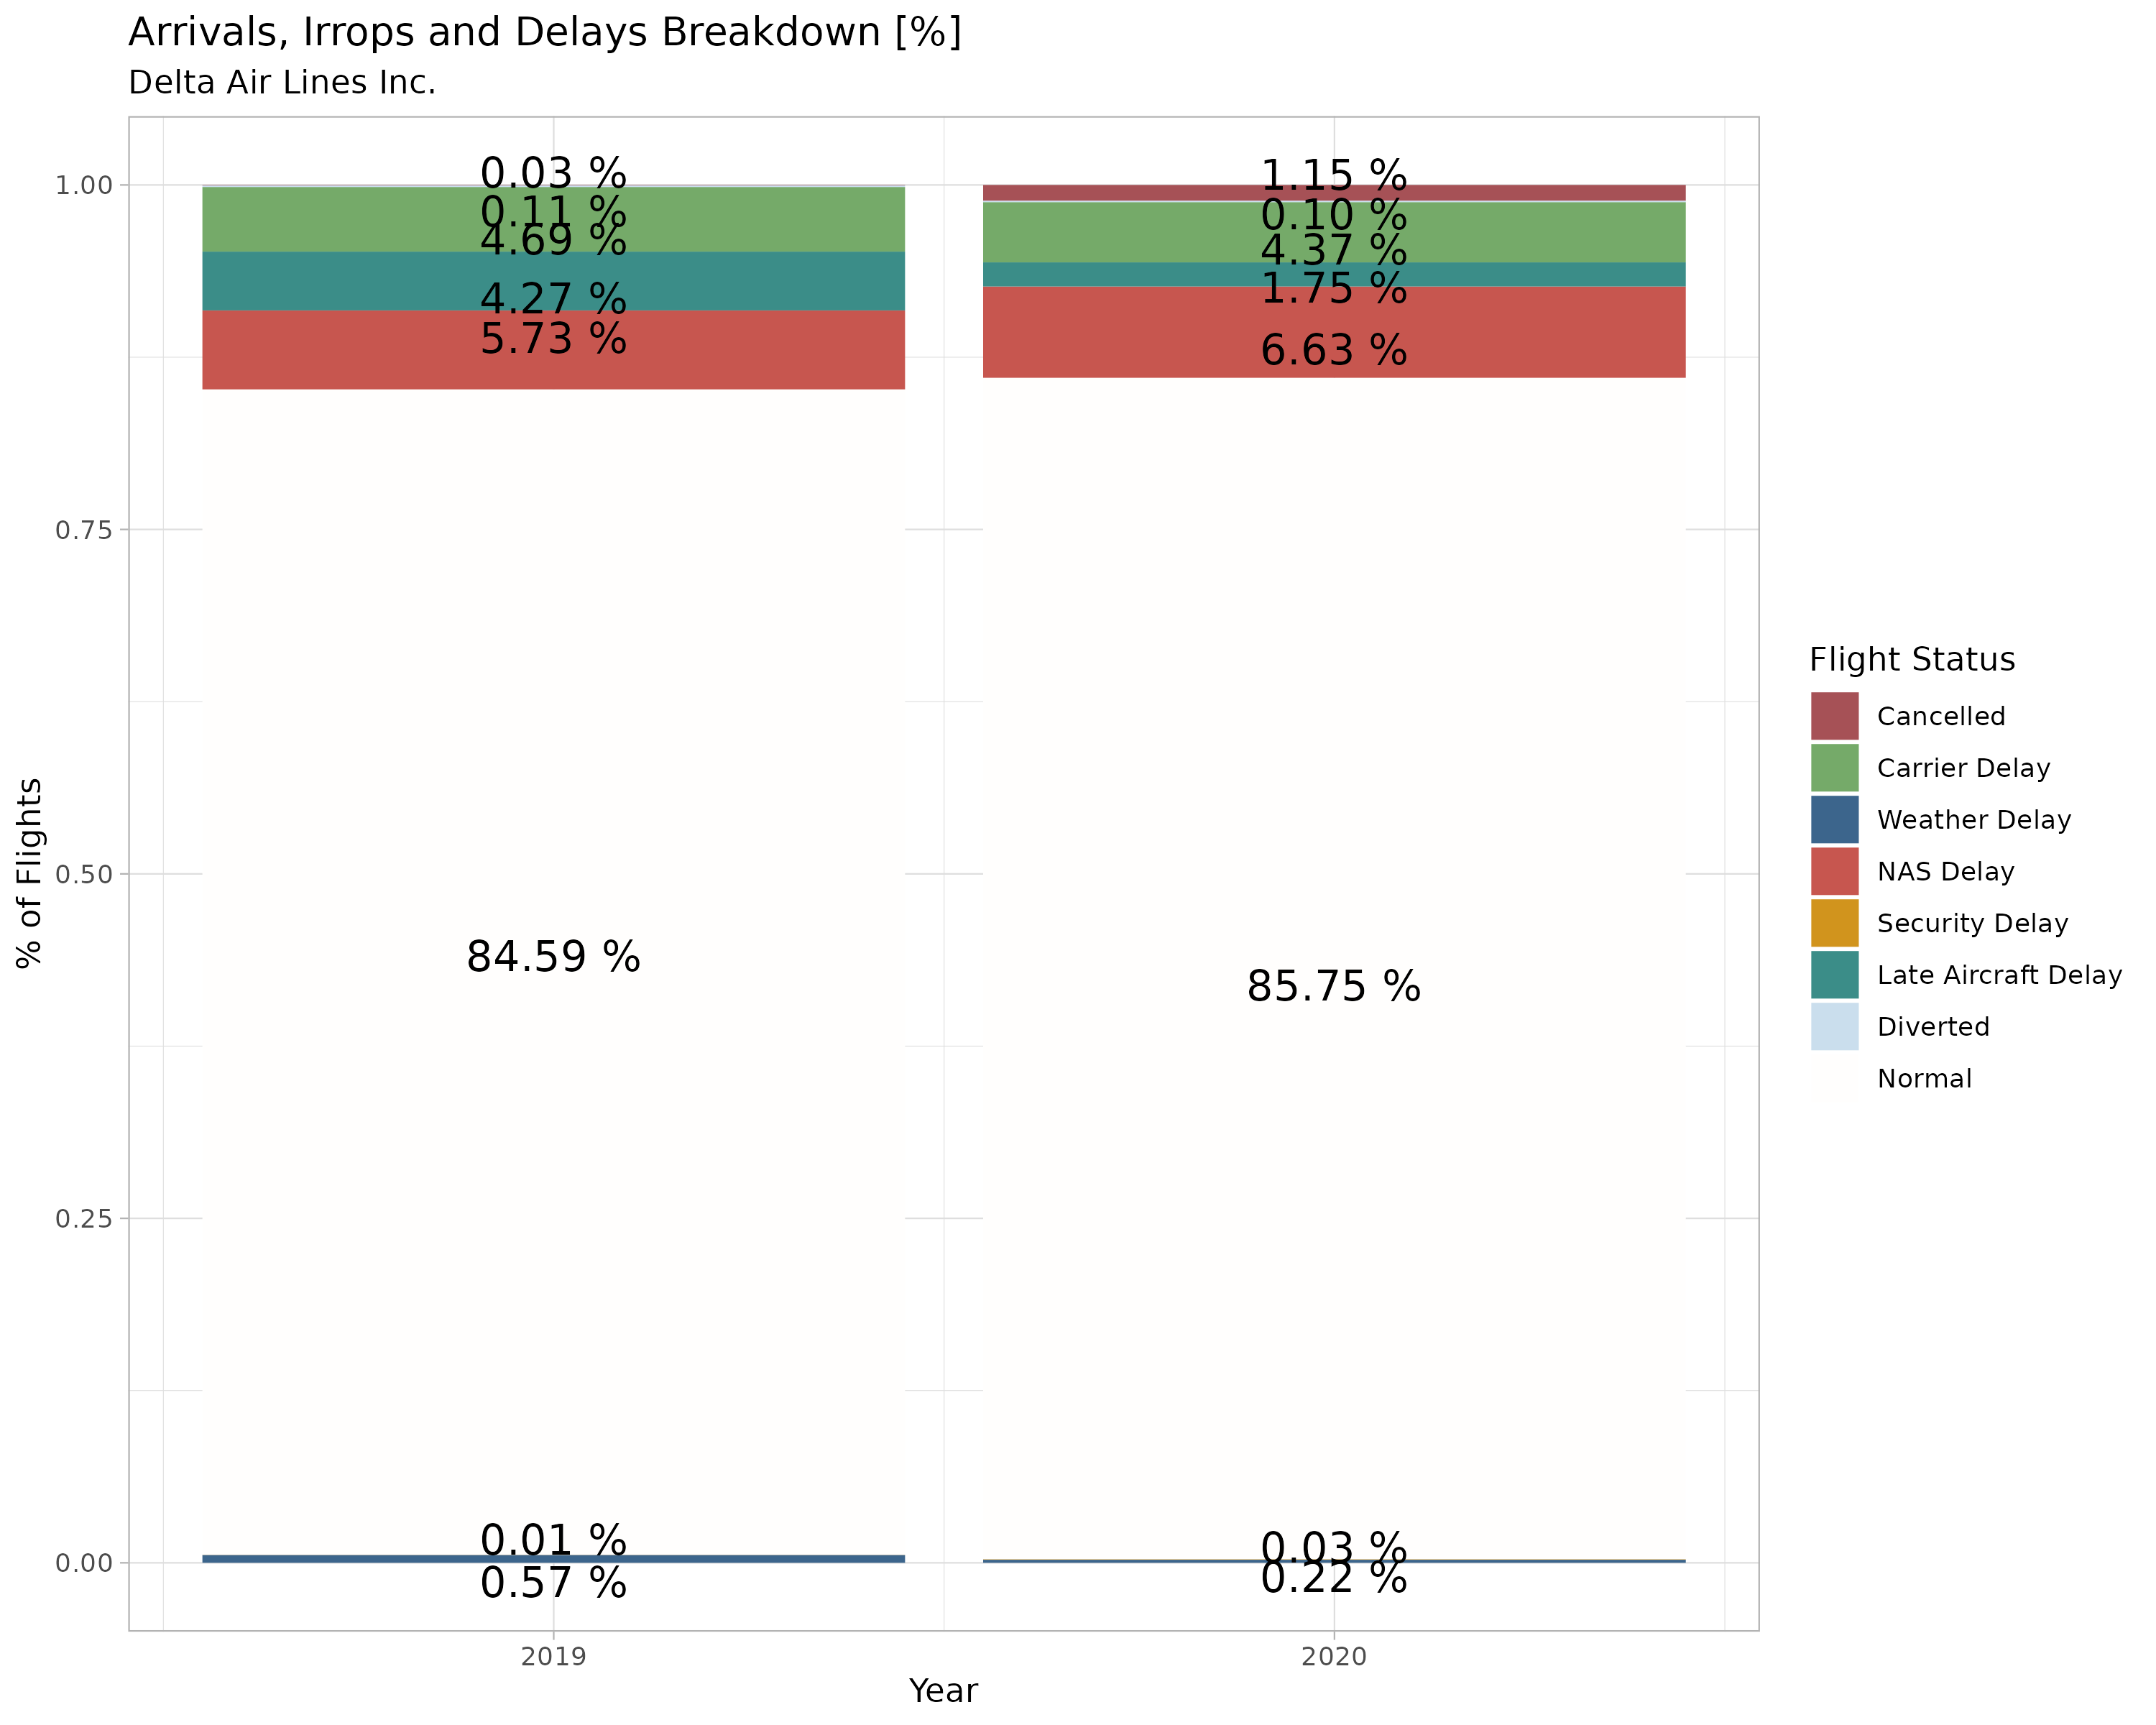 Arrivals, Irrops and Delays Breakdown [%]
Delta Air Lines Inc.
% of Flights
1.00
0.75
0.50
0.25
0.00
0.03 %
0.11 %
4.69 %
4.27 %
5.73 %
84.59 %
0.01 %
0.57 %
1.15 %
0.10 %
4.37 %
1.75 %
6.63 %
85.75 %
0.03 %
0.22 %
2019
2020
Year
Flight Status
Cancelled
Carrier Delay
Weather Delay
NAS Delay
Security Delay
Late Aircraft Delay
Diverted
Normal